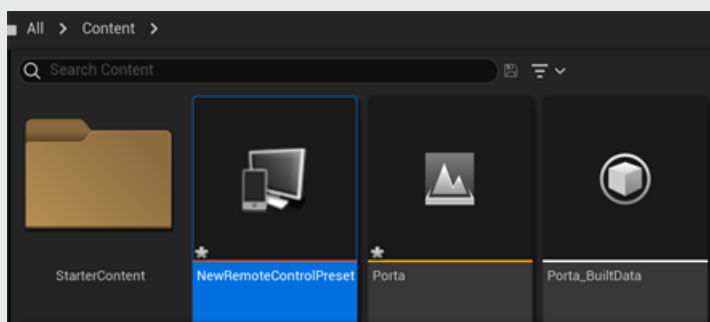 All > Content >
Search Content
StarterContent NewRemoteControlPreset Porta Porta_BuiltData